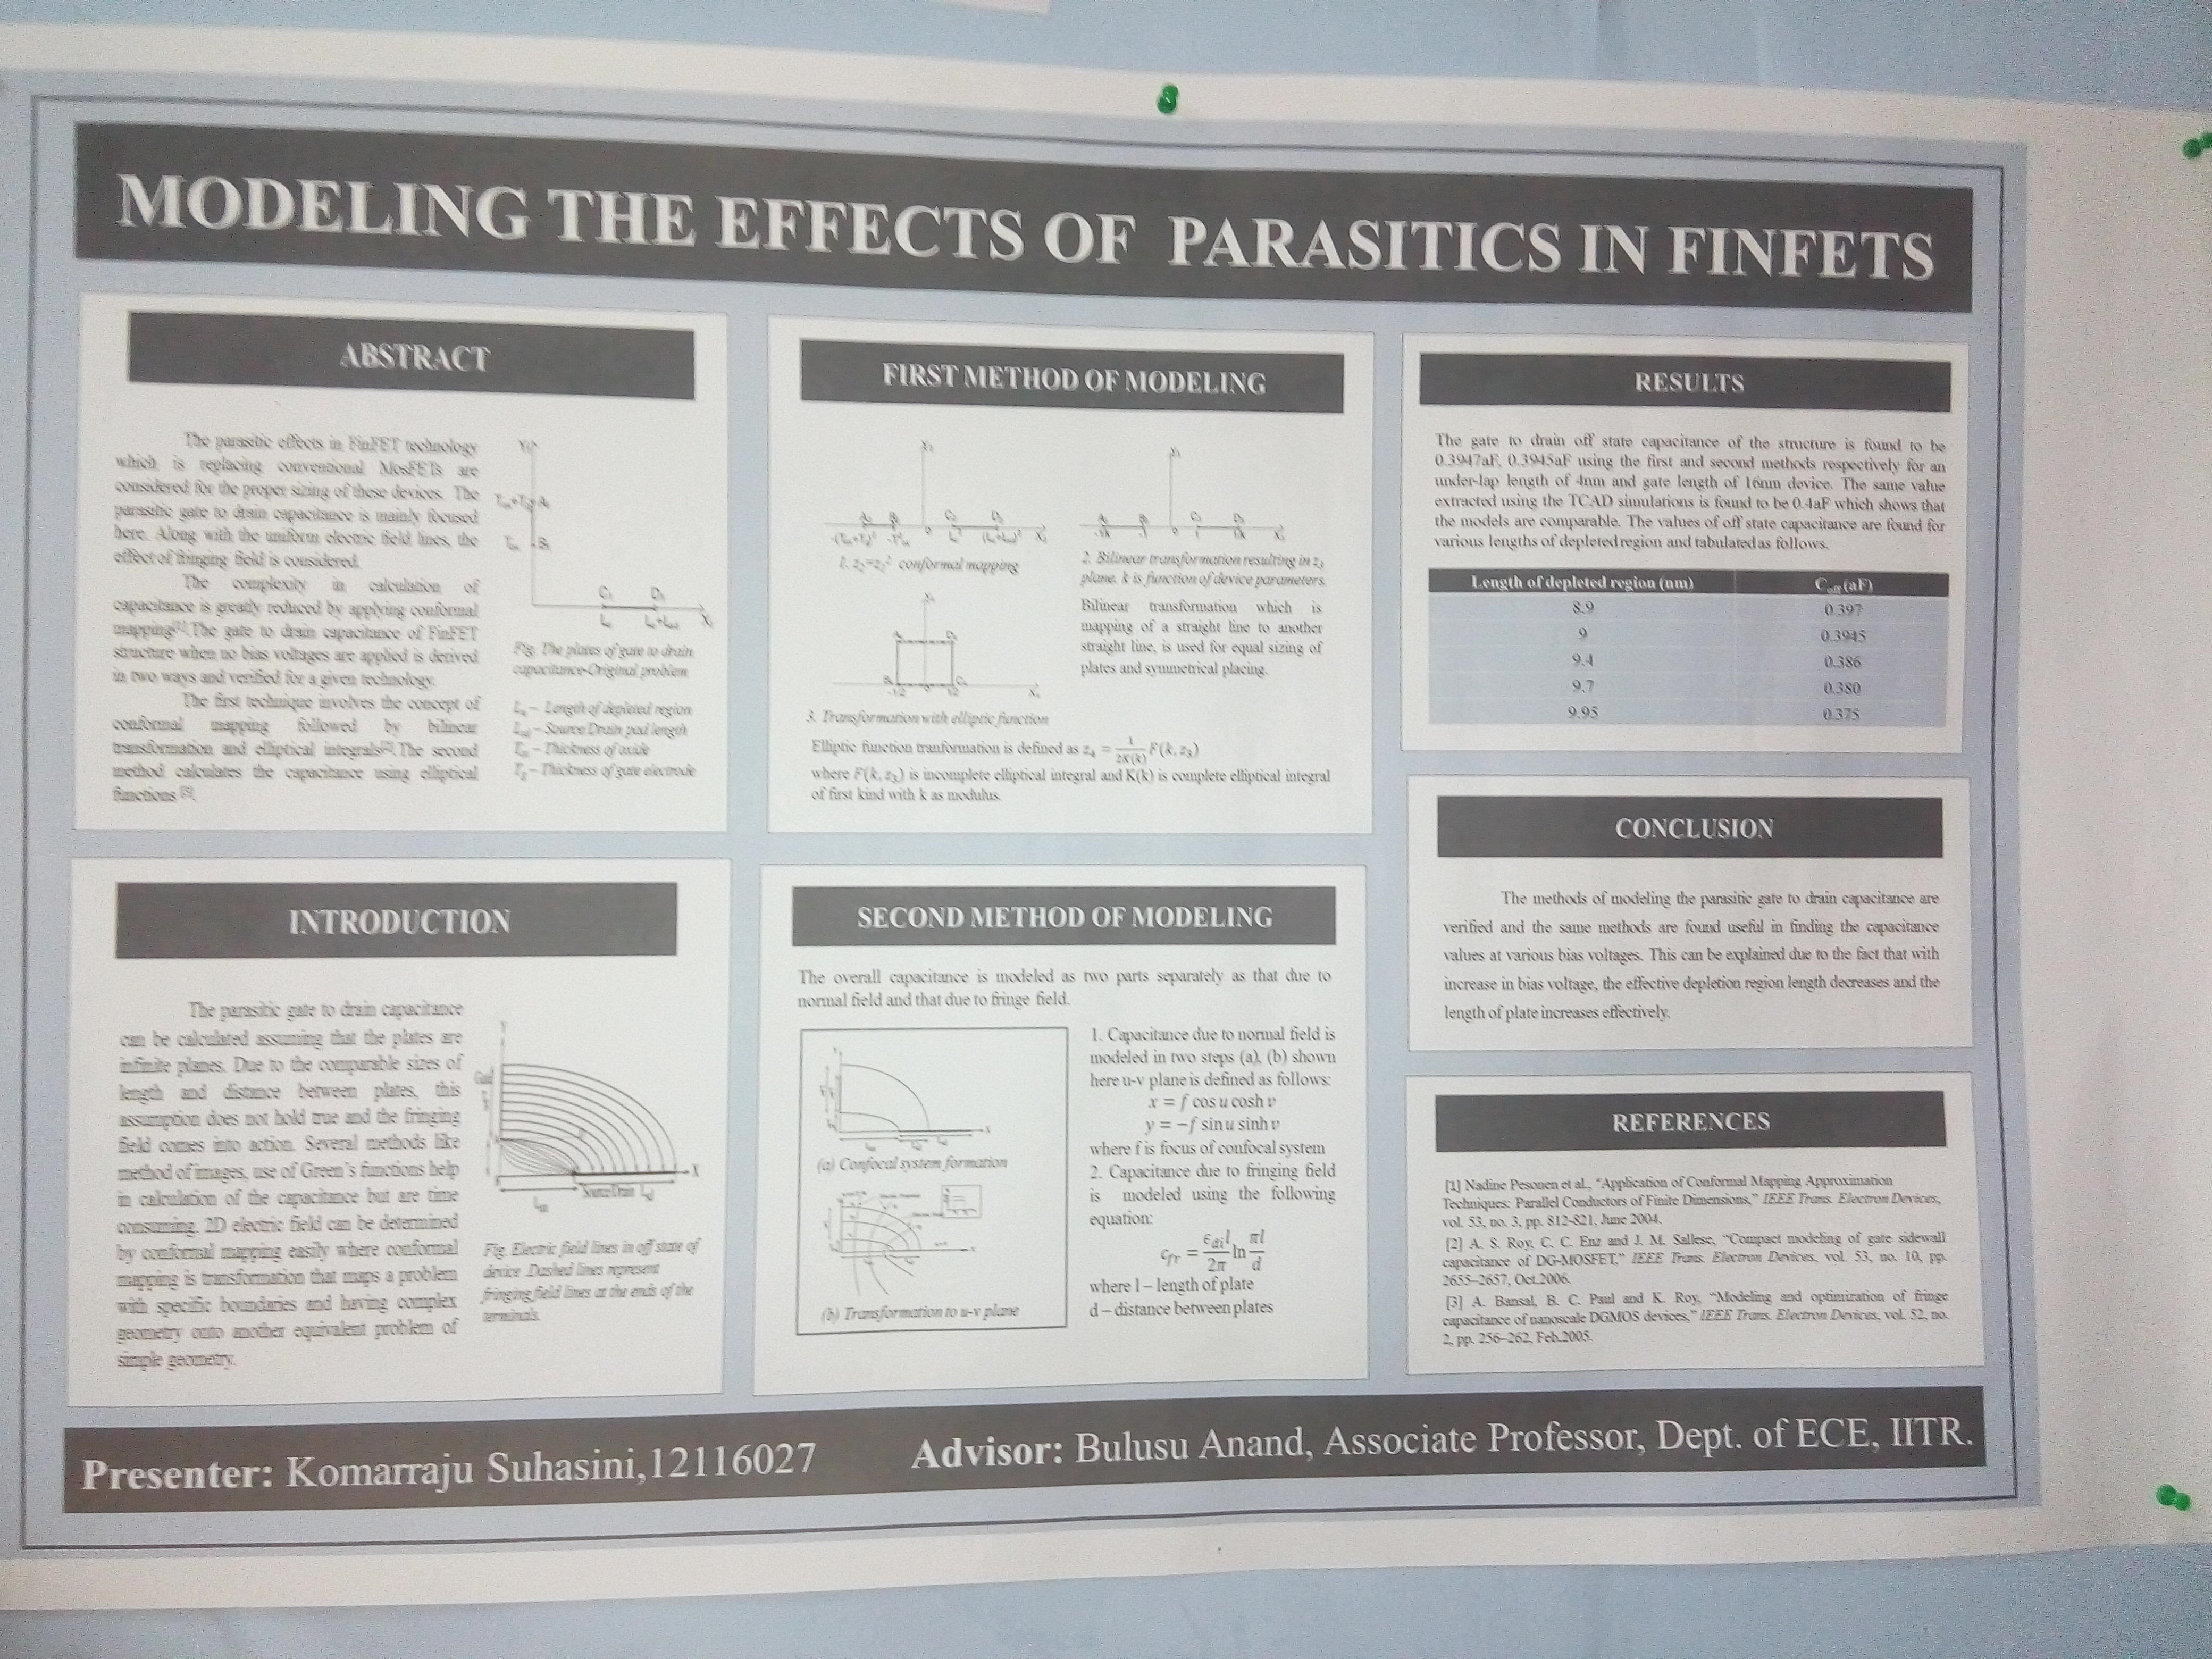 MODELING THE EFFECTS OF PARASITICS IN FINFETS
ABSTRACT
The parasitic effects in FinFET technology
which is replacing conventional MosFETs are
considered for the proper sizing of these devices. The
parasitic gate to drain capacitance is mainly focused
here. Along with the uniform electric field lines, the
effect of fringing field is considered.
The complexity in calculation of
capacitance is greatly reduced by applying conformal
mapping[1].The gate to drain capacitance of FinFET
structure when no bias voltages are applied is derived
in two ways and verified for a given technology.
The first technique involves the concept of
conformal mapping followed by bilinear
transformation and elliptical integrals[2].The second
method calculates the capacitance using elliptical
functions [3].
Fig. The plates of gate to drain
capacitance-Original problem
– Length of depleted region
– Source/Drain pad length
– Thickness of oxide
– Thickness of gate electrode
INTRODUCTION
The parasitic gate to drain capacitance
can be calculated assuming that the plates are
infinite planes. Due to the comparable sizes of
length and distance between plates, this
assumption does not hold true and the fringing
field comes into action. Several methods like
method of images, use of Green's functions help
in calculation of the capacitance but are time
consuming. 2D electric field can be determined
by conformal mapping easily where conformal
mapping is transformation that maps a problem
with specific boundaries and having complex
geometry onto another equivalent problem of
simple geometry.
Y
X
Source/Drain
Fig. Electric field lines in off state of
device .Dashed lines represent
fringing field lines at the ends of the
terminals.
FIRST METHOD OF MODELING
1. z₂=z₁² conformal mapping
2. Bilinear transformation resulting in z₃
plane. k is function of device parameters.
Bilinear transformation which is
mapping of a straight line to another
straight line, is used for equal sizing of
plates and symmetrical placing.
3. Transformation with elliptic function
Elliptic function tranformation is defined as z₄ = 1/2K(k) F(k, z₃)
where F(k, z₃) is incomplete elliptical integral and K(k) is complete elliptical integral
of first kind with k as modulus.
SECOND METHOD OF MODELING
The overall capacitance is modeled as two parts separately as that due to
normal field and that due to fringe field.
(a) Confocal system formation
(b) Transformation to u-v plane
1. Capacitance due to normal field is
modeled in two steps (a), (b) shown
here u-v plane is defined as follows:
x = f cos u cosh v
y = −f sin u sinh v
where f is focus of confocal system
2. Capacitance due to fringing field
is modeled using the following
equation:
c_fr = ϵ_di l / 2π ln πl / d
where l – length of plate
d – distance between plates
RESULTS
The gate to drain off state capacitance of the structure is found to be
0.3947aF, 0.3945aF using the first and second methods respectively for an
under-lap length of 4nm and gate length of 16nm device. The same value
extracted using the TCAD simulations is found to be 0.4aF which shows that
the models are comparable. The values of off state capacitance are found for
various lengths of depleted region and tabulated as follows.
Length of depleted region (nm) C_off (aF)
8.9 0.397
9 0.3945
9.4 0.386
9.7 0.380
9.95 0.375
CONCLUSION
The methods of modeling the parasitic gate to drain capacitance are
verified and the same methods are found useful in finding the capacitance
values at various bias voltages. This can be explained due to the fact that with
increase in bias voltage, the effective depletion region length decreases and the
length of plate increases effectively.
REFERENCES
[1] Nadine Pesonen et al., "Application of Conformal Mapping Approximation
Techniques: Parallel Conductors of Finite Dimensions," IEEE Trans. Electron Devices,
vol. 53, no. 3, pp. 812-821, June 2004.
[2] A. S. Roy, C. C. Enz and J. M. Sallese, "Compact modeling of gate sidewall
capacitance of DG-MOSFET," IEEE Trans. Electron Devices, vol. 53, no. 10, pp.
2655–2657, Oct.2006.
[3] A. Bansal, B. C. Paul and K. Roy, "Modeling and optimization of fringe
capacitance of nanoscale DGMOS devices," IEEE Trans. Electron Devices, vol. 52, no.
2, pp. 256–262, Feb.2005.
Presenter: Komarraju Suhasini,12116027 Advisor: Bulusu Anand, Associate Professor, Dept. of ECE, IITR.